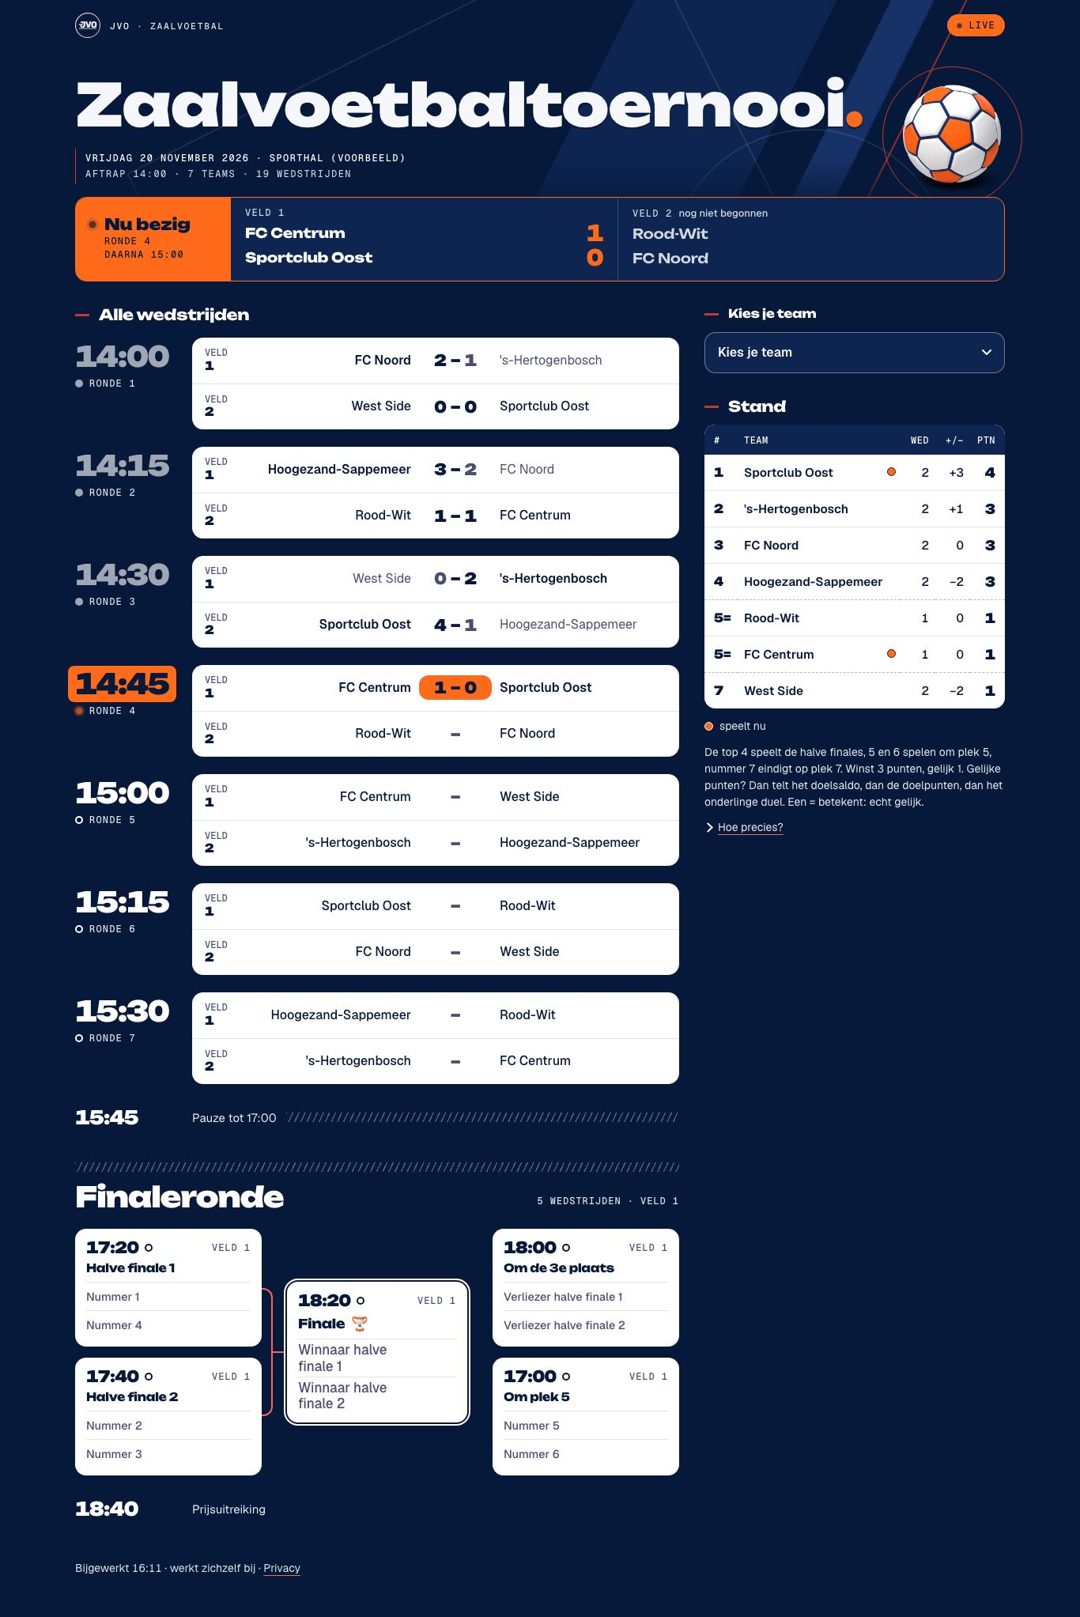 JVO
JVO · ZAALVOETBAL
LIVE
Zaalvoetbaltoernooi.
VRIJDAG 20 NOVEMBER 2026 · SPORTHAL (VOORBEELD)
AFTRAP 14:00 · 7 TEAMS · 19 WEDSTRIJDEN
Nu bezig
RONDE 4
DAARNA 15:00
VELD 1
FC Centrum 1
Sportclub Oost 0
VELD 2 nog niet begonnen
Rood-Wit
FC Noord
Alle wedstrijden
14:00
RONDE 1
VELD 1 FC Noord 2 – 1 's-Hertogenbosch
VELD 2 West Side 0 – 0 Sportclub Oost
14:15
RONDE 2
VELD 1 Hoogezand-Sappemeer 3 – 2 FC Noord
VELD 2 Rood-Wit 1 – 1 FC Centrum
14:30
RONDE 3
VELD 1 West Side 0 – 2 's-Hertogenbosch
VELD 2 Sportclub Oost 4 – 1 Hoogezand-Sappemeer
14:45
RONDE 4
VELD 1 FC Centrum 1 – 0 Sportclub Oost
VELD 2 Rood-Wit – FC Noord
15:00
RONDE 5
VELD 1 FC Centrum – West Side
VELD 2 's-Hertogenbosch – Hoogezand-Sappemeer
15:15
RONDE 6
VELD 1 Sportclub Oost – Rood-Wit
VELD 2 FC Noord – West Side
15:30
RONDE 7
VELD 1 Hoogezand-Sappemeer – Rood-Wit
VELD 2 's-Hertogenbosch – FC Centrum
15:45 Pauze tot 17:00
Kies je team
Kies je team
Stand
# TEAM WED +/− PTN
1 Sportclub Oost 2 +3 4
2 's-Hertogenbosch 2 +1 3
3 FC Noord 2 0 3
4 Hoogezand-Sappemeer 2 −2 3
5= Rood-Wit 1 0 1
5= FC Centrum 1 0 1
7 West Side 2 −2 1
speelt nu
De top 4 speelt de halve finales, 5 en 6 spelen om plek 5,
nummer 7 eindigt op plek 7. Winst 3 punten, gelijk 1. Gelijke
punten? Dan telt het doelsaldo, dan de doelpunten, dan het
onderlinge duel. Een = betekent: echt gelijk.
Hoe precies?
Finaleronde
5 WEDSTRIJDEN · VELD 1
17:20 VELD 1
Halve finale 1
Nummer 1
Nummer 4
17:40 VELD 1
Halve finale 2
Nummer 2
Nummer 3
18:20 VELD 1
Finale
Winnaar halve
finale 1
Winnaar halve
finale 2
18:00 VELD 1
Om de 3e plaats
Verliezer halve finale 1
Verliezer halve finale 2
17:00 VELD 1
Om plek 5
Nummer 5
Nummer 6
18:40 Prijsuitreiking
Bijgewerkt 16:11 · werkt zichzelf bij · Privacy